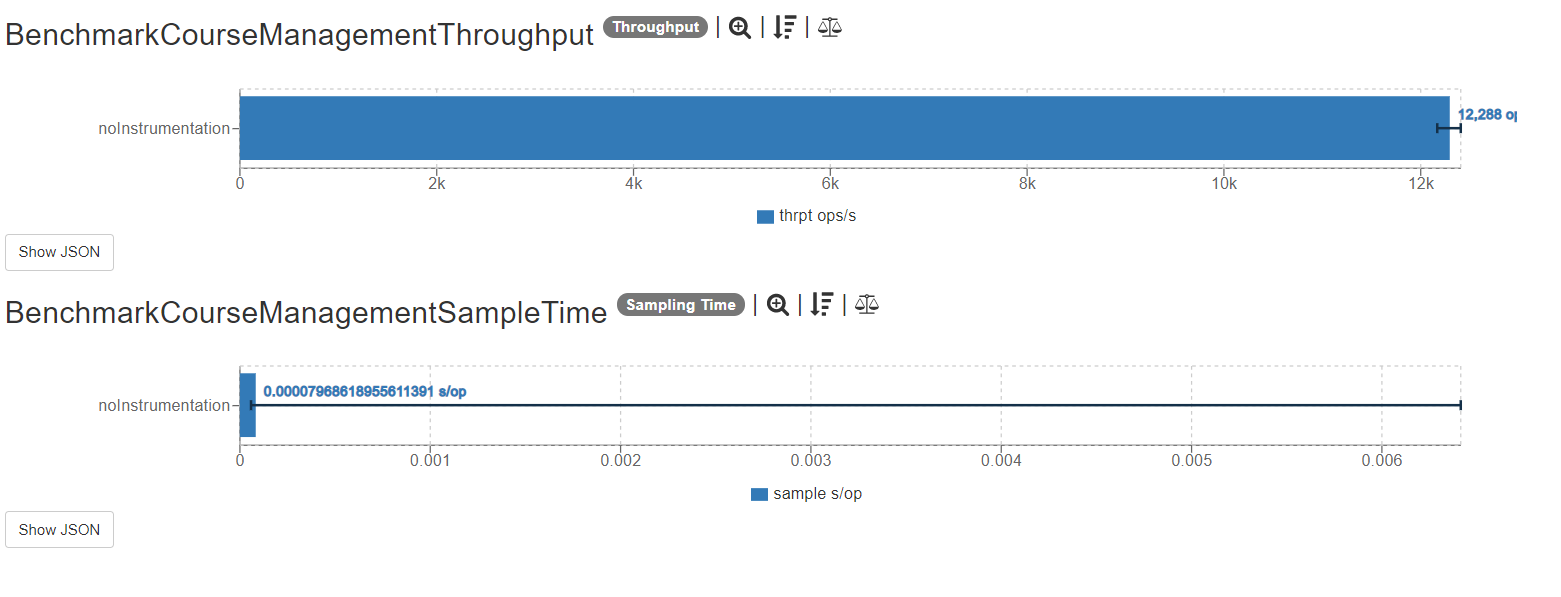 BenchmarkCourseManagementThroughput Throughput | | |
12,288 op
noInstrumentation
0 2k 4k 6k 8k 10k 12k
thrpt ops/s
Show JSON
BenchmarkCourseManagementSampleTime Sampling Time | | |
0.00007968618955611391 s/op
noInstrumentation
0 0.001 0.002 0.003 0.004 0.005 0.006
sample s/op
Show JSON